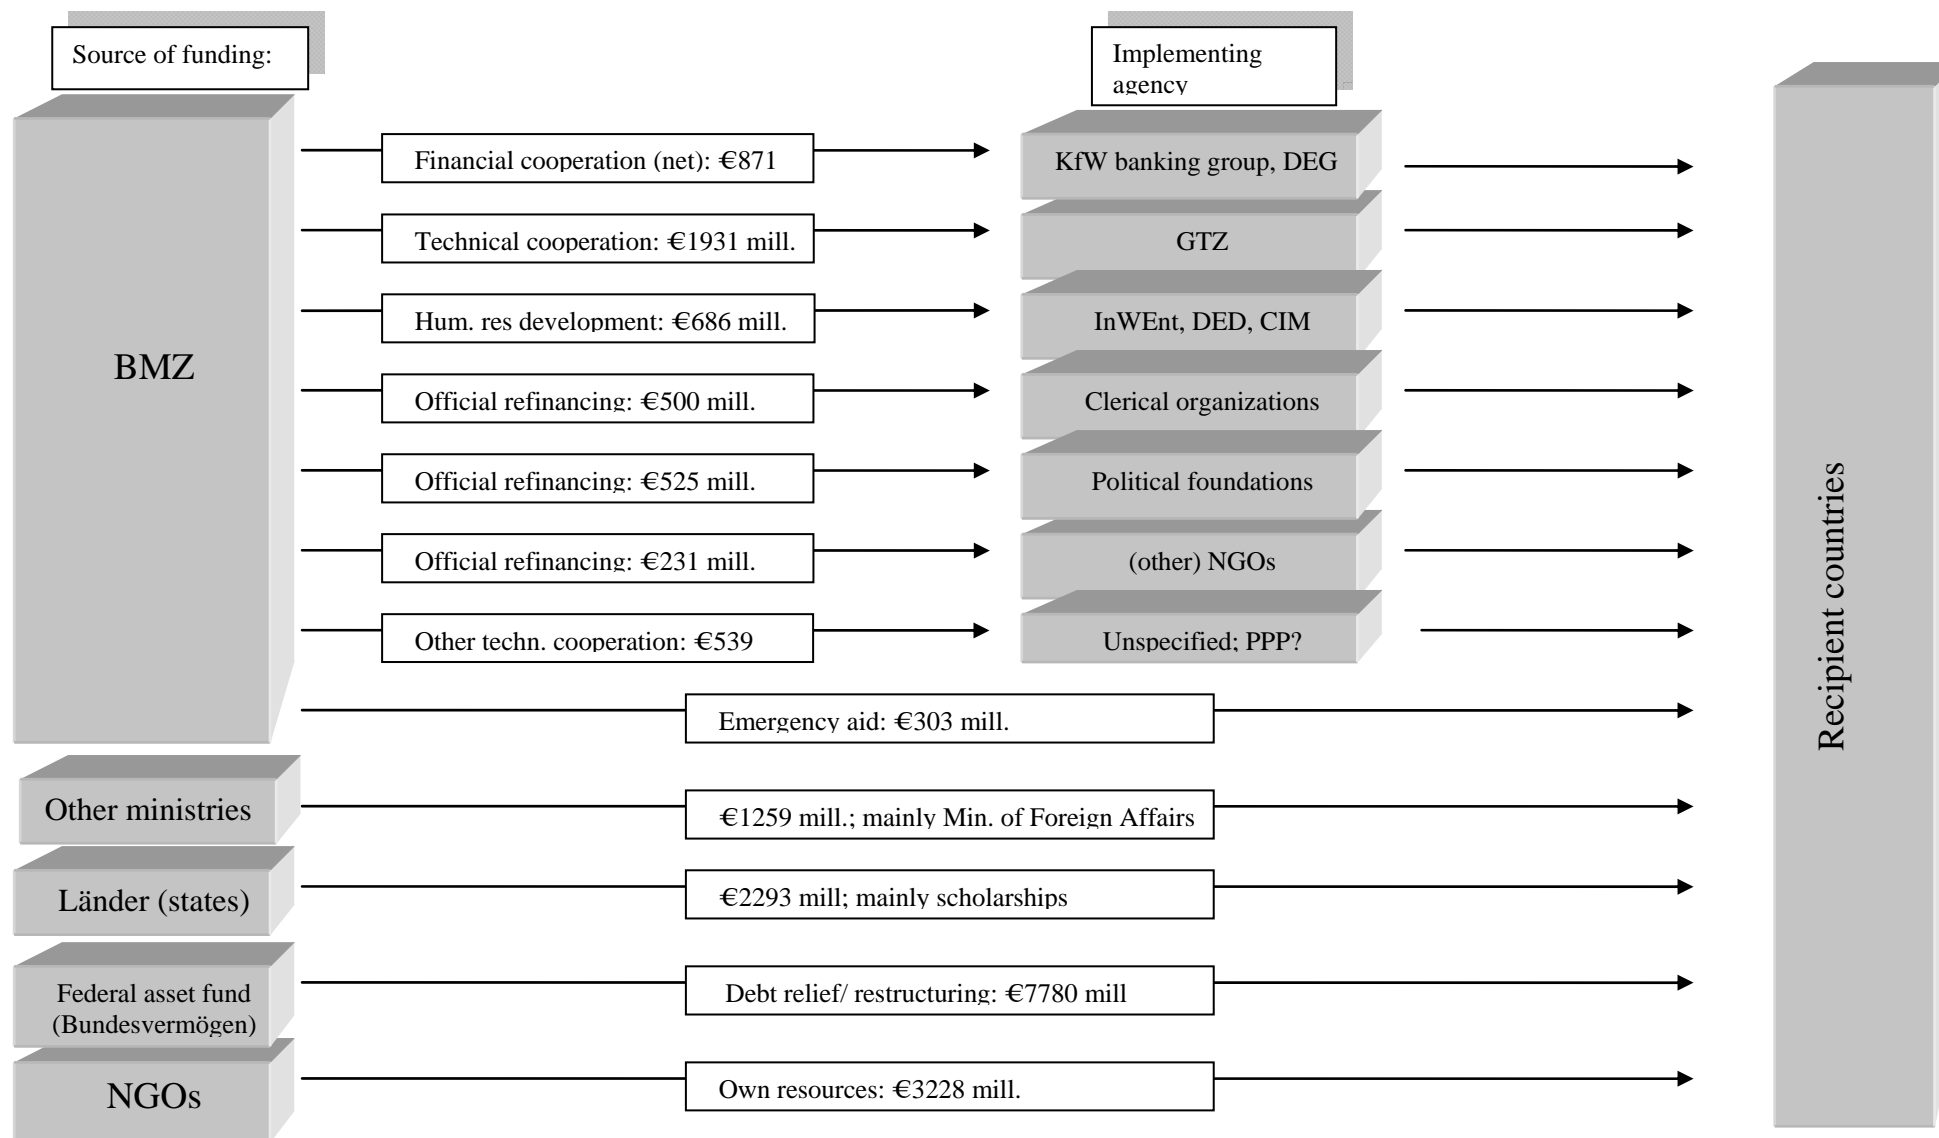 Source of funding:
Implementing
agency
BMZ
Financial cooperation (net): €871
KfW banking group, DEG
Technical cooperation: €1931 mill.
GTZ
Hum. res development: €686 mill.
InWEnt, DED, CIM
Official refinancing: €500 mill.
Clerical organizations
Official refinancing: €525 mill.
Political foundations
Official refinancing: €231 mill.
(other) NGOs
Other techn. cooperation: €539
Unspecified; PPP?
Emergency aid: €303 mill.
Other ministries
€1259 mill.; mainly Min. of Foreign Affairs
Länder (states)
€2293 mill; mainly scholarships
Federal asset fund
(Bundesvermögen)
Debt relief/ restructuring: €7780 mill
NGOs
Own resources: €3228 mill.
Recipient countries